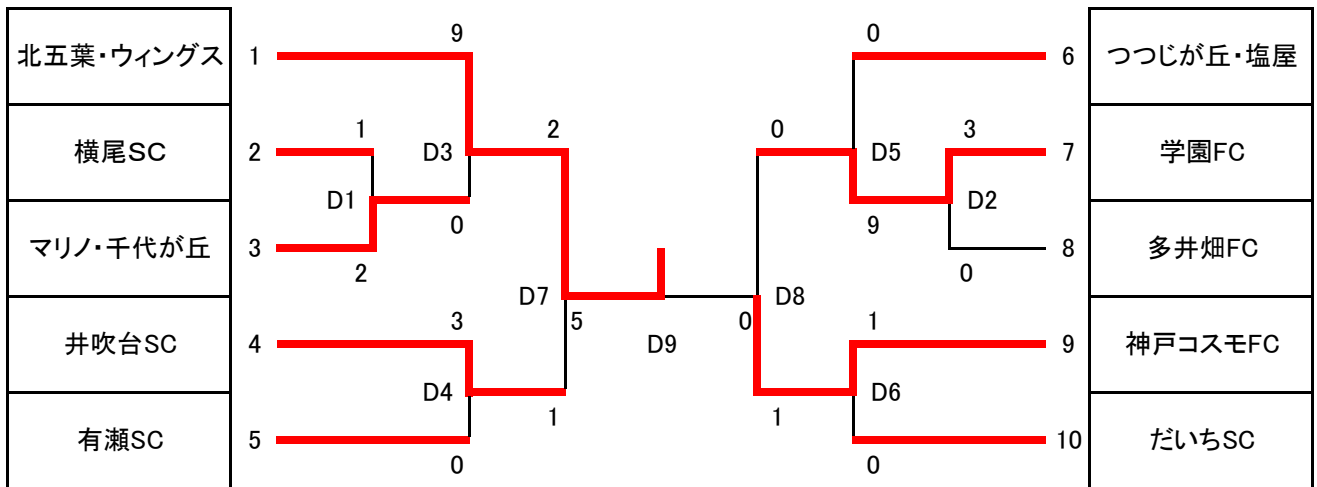 9
0
北五葉・ウィングス 1
6 つつじが丘・塩屋
1
2
0
3
横尾SC 2
D3
D5
7 学園FC
D1
D2
0
9
マリノ・千代が丘 3
8 多井畑FC
2
0
D7
D8
3
5
0
1
井吹台SC 4
D9
9 神戸コスモFC
D4
D6
1
1
有瀬SC 5
10 だいちSC
0
0